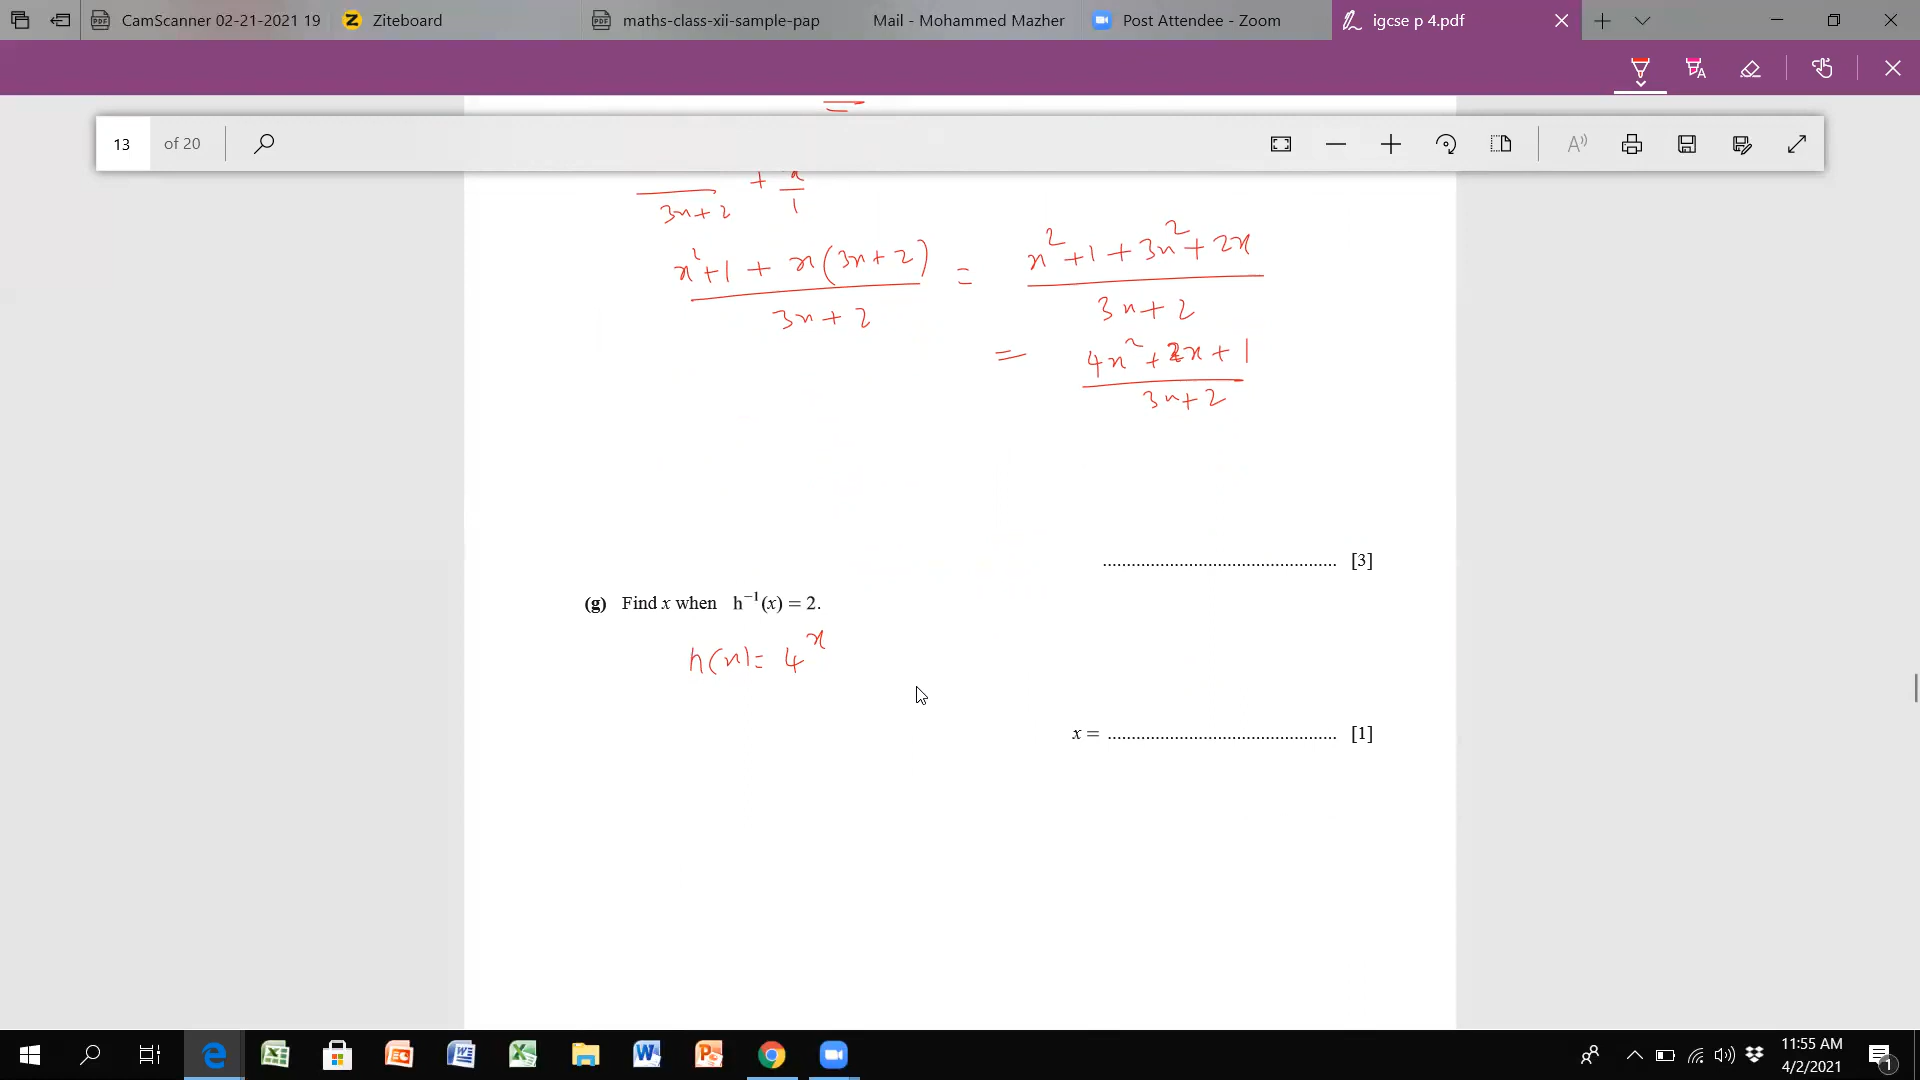 CamScanner 02-21-2021 19
Ziteboard
maths-class-xii-sample-pap
Mail - Mohammed Mazher
Post Attendee - Zoom
igcse p 4.pdf
13 of 20
3x+2 + x/1
x²+1 + x(3x+2) / 3x+2 = x²+1+3x²+2x / 3x+2
= 4x²+2x+1 / 3x+2
[3]
(g) Find x when h⁻¹(x) = 2.
h(x) = 4ˣ
x = [1]
11:55 AM
4/2/2021
1